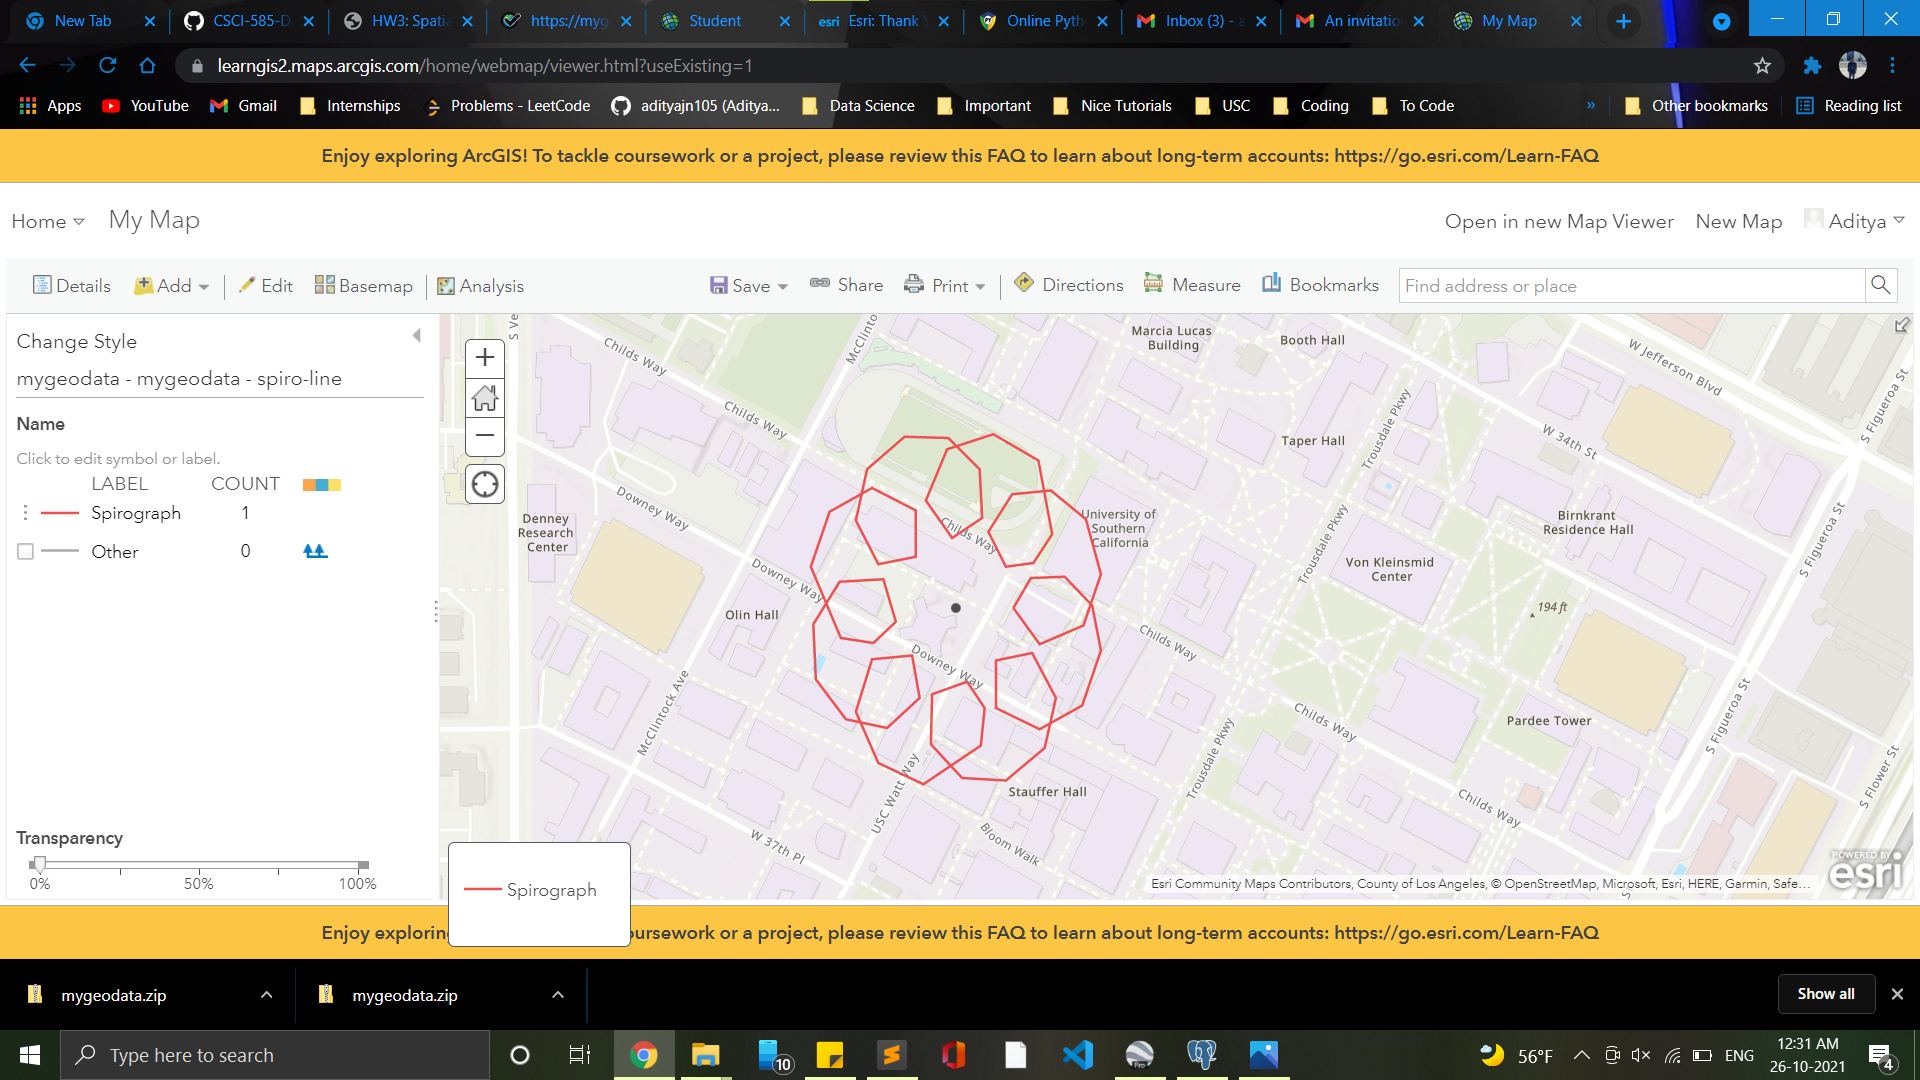 New Tab
CSCI-585-D
HW3: Spatia
https://myg
Student
esri Esri: Thank Y
Online Pyth
Inbox (3) - a
An invitatio
My Map
learngis2.maps.arcgis.com/home/webmap/viewer.html?useExisting=1
Apps YouTube Gmail Internships Problems - LeetCode adityajn105 (Aditya... Data Science Important Nice Tutorials USC Coding To Code » Other bookmarks Reading list
Enjoy exploring ArcGIS! To tackle coursework or a project, please review this FAQ to learn about long-term accounts: https://go.esri.com/Learn-FAQ
Home My Map Open in new Map Viewer New Map Aditya
Details Add Edit Basemap Analysis Save Share Print Directions Measure Bookmarks Find address or place
Change Style
mygeodata - mygeodata - spiro-line
Name
Click to edit symbol or label.
LABEL COUNT
Spirograph 1
Other 0
Transparency
0% 50% 100%
S Ve
Childs Way
McClinto
Marcia Lucas
Building
Booth Hall
W Jefferson Blvd
S Figueroa St
Childs Way
Taper Hall
Trousdale Pkwy
W 34th St
S Figueroa St
Downey Way
Denney
Research
Center
Childs Way
University of
Southern
California
Trousdale Pkwy
Birnkrant
Residence Hall
S Figueroa St
Von Kleinsmid
Center
Downey Way
Olin Hall
194 ft
Childs Way
Downey Way
McClintock Ave
Childs Way
Pardee Tower
S Figueroa St
Trousdale Pkwy
S Flower St
USC Watt Way
Stauffer Hall
Childs Way
W 37th Pl
Bloom Walk
POWERED BY
esri
Esri Community Maps Contributors, County of Los Angeles, © OpenStreetMap, Microsoft, Esri, HERE, Garmin, Safe...
Spirograph
Enjoy explorin oursework or a project, please review this FAQ to learn about long-term accounts: https://go.esri.com/Learn-FAQ
mygeodata.zip
mygeodata.zip
Show all
Type here to search
10
Pro
56°F
ENG
12:31 AM
26-10-2021
4